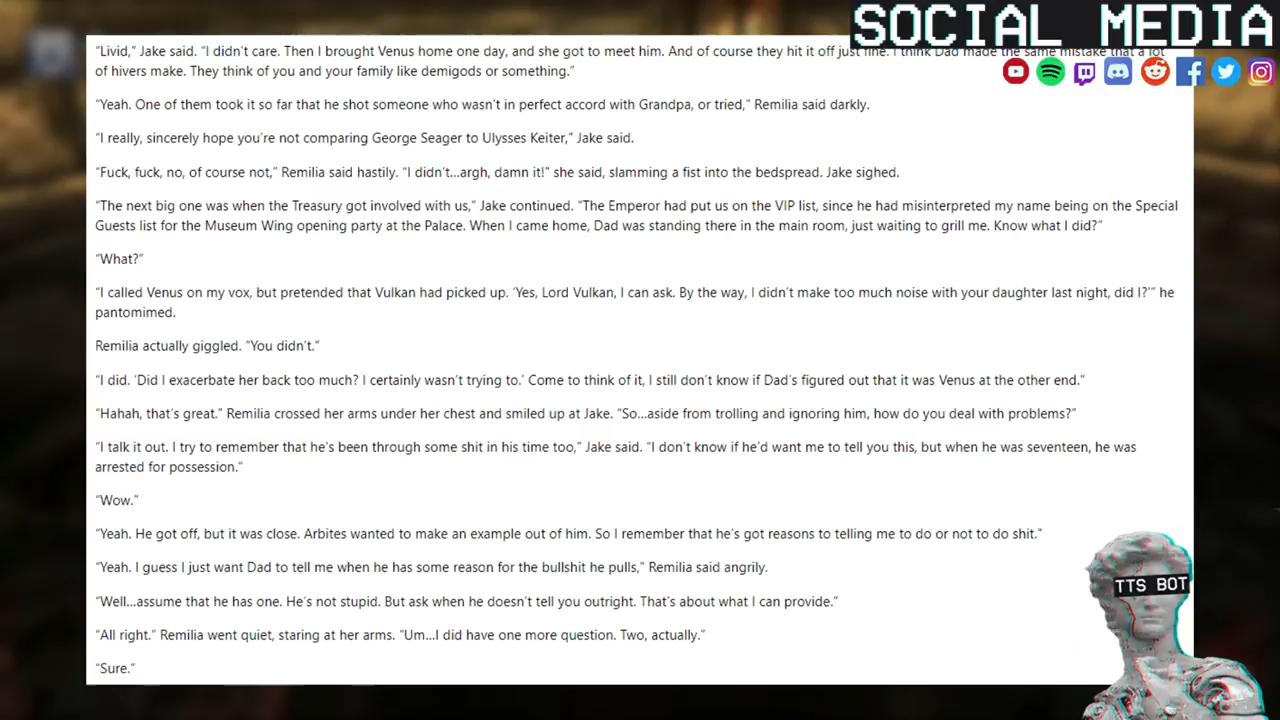 SOCIAL MEDIA
“Livid,” Jake said. “I didn’t care. Then I brought Venus home one day, and she got to meet him. And of course they hit it off just fine. I think Dad made the same mistake that a lot
of hivers make. They think of you and your family like demigods or something.”
“Yeah. One of them took it so far that he shot someone who wasn’t in perfect accord with Grandpa, or tried,” Remilia said darkly.
“I really, sincerely hope you’re not comparing George Seager to Ulysses Keiter,” Jake said.
“Fuck, fuck, no, of course not,” Remilia said hastily. “I didn’t…argh, damn it!” she said, slamming a fist into the bedspread. Jake sighed.
“The next big one was when the Treasury got involved with us,” Jake continued. “The Emperor had put us on the VIP list, since he had misinterpreted my name being on the Special
Guests list for the Museum Wing opening party at the Palace. When I came home, Dad was standing there in the main room, just waiting to grill me. Know what I did?”
“What?”
“I called Venus on my vox, but pretended that Vulkan had picked up. ‘Yes, Lord Vulkan, I can ask. By the way, I didn’t make too much noise with your daughter last night, did I?’” he
pantomimed.
Remilia actually giggled. “You didn’t.”
“I did. ‘Did I exacerbate her back too much? I certainly wasn’t trying to.’ Come to think of it, I still don’t know if Dad’s figured out that it was Venus at the other end.”
“Hahah, that’s great.” Remilia crossed her arms under her chest and smiled up at Jake. “So…aside from trolling and ignoring him, how do you deal with problems?”
“I talk it out. I try to remember that he’s been through some shit in his time too,” Jake said. “I don’t know if he’d want me to tell you this, but when he was seventeen, he was
arrested for possession.”
“Wow.”
“Yeah. He got off, but it was close. Arbites wanted to make an example out of him. So I remember that he’s got reasons to telling me to do or not to do shit.”
“Yeah. I guess I just want Dad to tell me when he has some reason for the bullshit he pulls,” Remilia said angrily.
“Well…assume that he has one. He’s not stupid. But ask when he doesn’t tell you outright. That’s about what I can provide.”
“All right.” Remilia went quiet, staring at her arms. “Um…I did have one more question. Two, actually.”
“Sure.”
TTS BOT